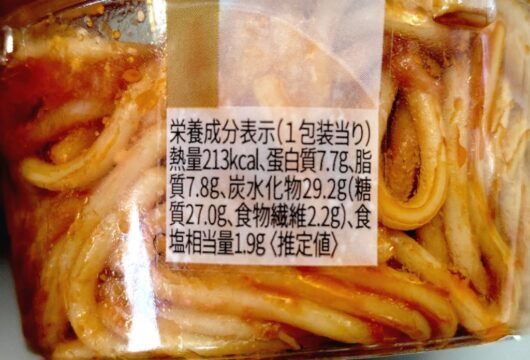 栄養成分表示(1包装当り)
熱量213kcal、蛋白質7.7g、脂
質7.8g、炭水化物29.2g(糖
質27.0g、食物繊維2.2g)、食
塩相当量1.9g〈推定値〉